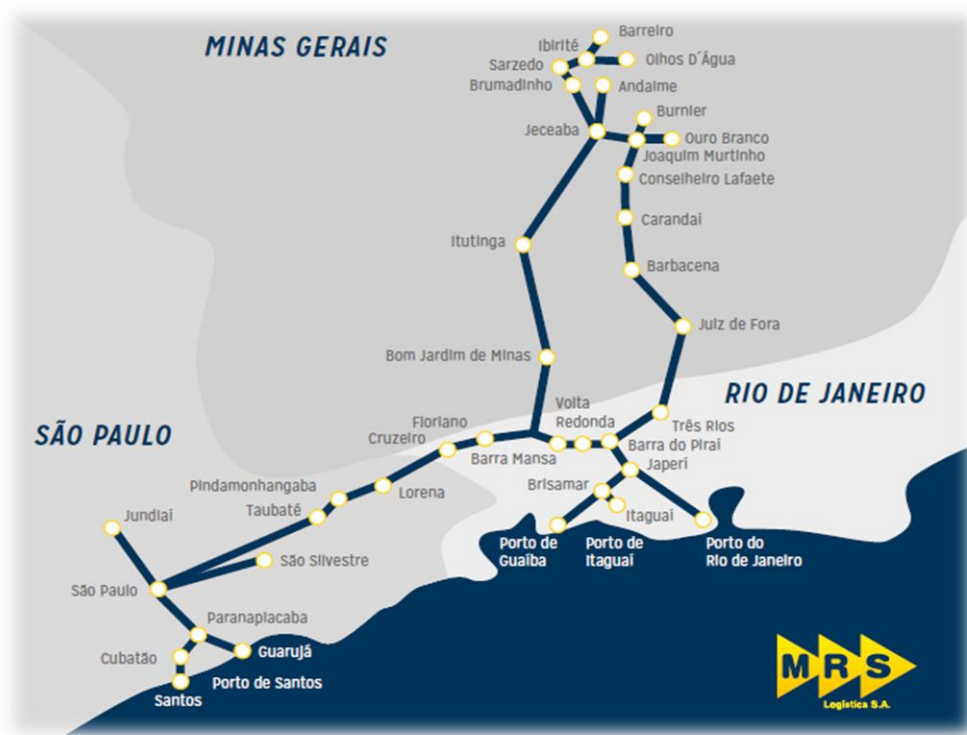 MINAS GERAIS
Barreiro
Ibirité
Olhos D´Água
Sarzedo
Brumadinho
Andaime
Burnier
Jeceaba
Ouro Branco
Joaquim Murtinho
Conselheiro Lafaete
Carandaí
Itutinga
Barbacena
Juiz de Fora
Bom Jardim de Minas
RIO DE JANEIRO
Volta
Redonda
Três Rios
SÃO PAULO
Floriano
Cruzeiro
Barra Mansa
Barra do Piraí
Japeri
Pindamonhangaba
Lorena
Brisamar
Taubaté
Itaguaí
Jundiaí
Porto de
Guaíba
Porto de
Itaguaí
Porto do
Rio de Janeiro
São Silvestre
São Paulo
Paranapiacaba
Cubatão
Guarujá
Porto de Santos
Santos
MRS
Logística S.A.